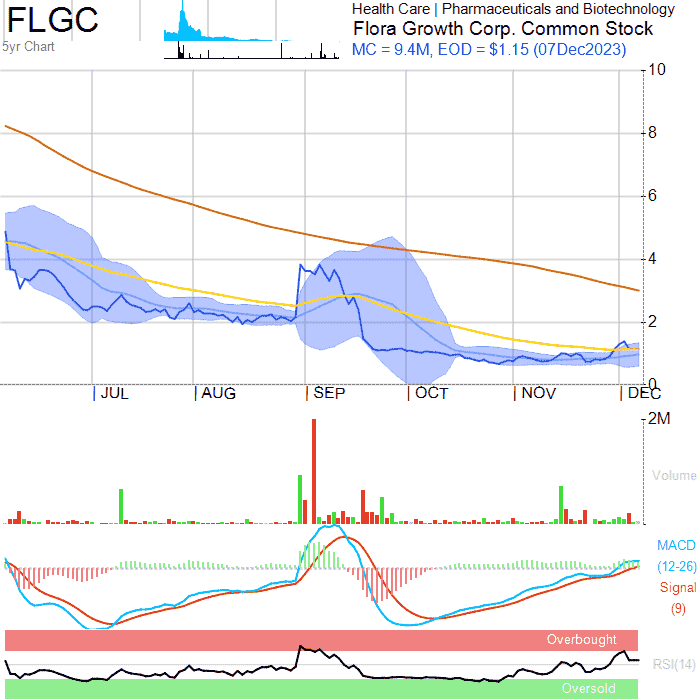 FLGC
5yr Chart
Health Care | Pharmaceuticals and Biotechnology
Flora Growth Corp. Common Stock
MC = 9.4M, EOD = $1.15 (07Dec2023)
10
8
6
4
2
0
JUL AUG SEP OCT NOV DEC
2M
Volume
MACD
(12-26)
Signal
(9)
Overbought
RSI(14)
Oversold